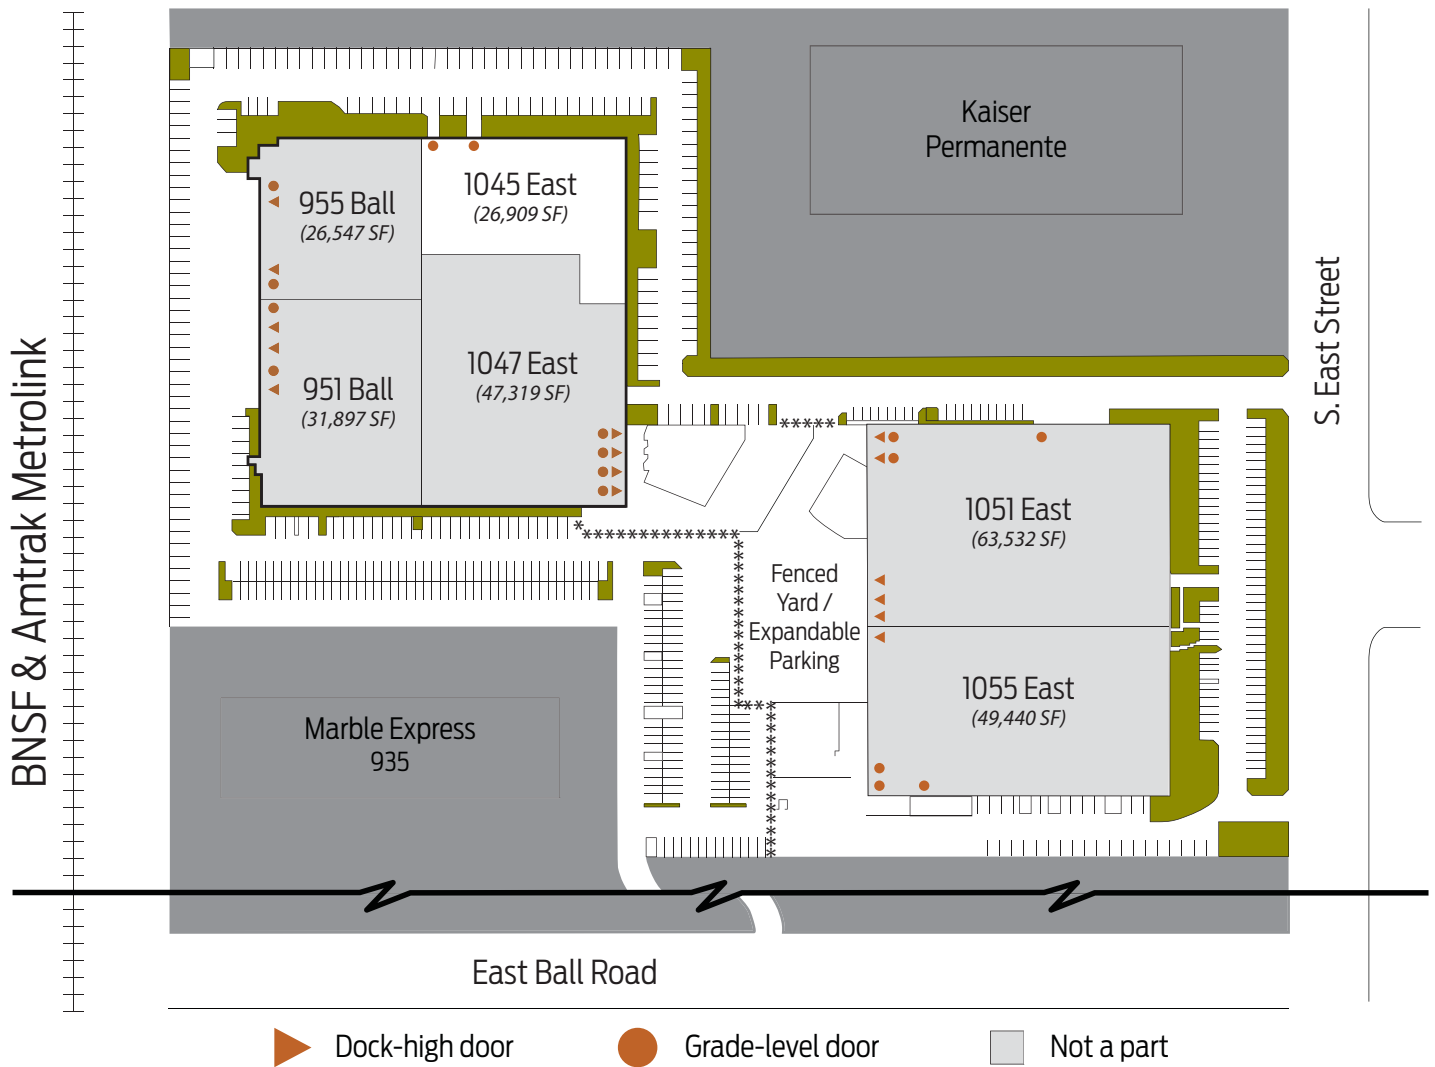 Kaiser
Permanente
955 Ball
(26,547 SF)
1045 East
(26,909 SF)
951 Ball
(31,897 SF)
1047 East
(47,319 SF)
S. East Street
BNSF & Amtrak Metrolink
1051 East
(63,532 SF)
Fenced
Yard /
Expandable
Parking
1055 East
(49,440 SF)
Marble Express
935
East Ball Road
Dock-high door
Grade-level door
Not a part